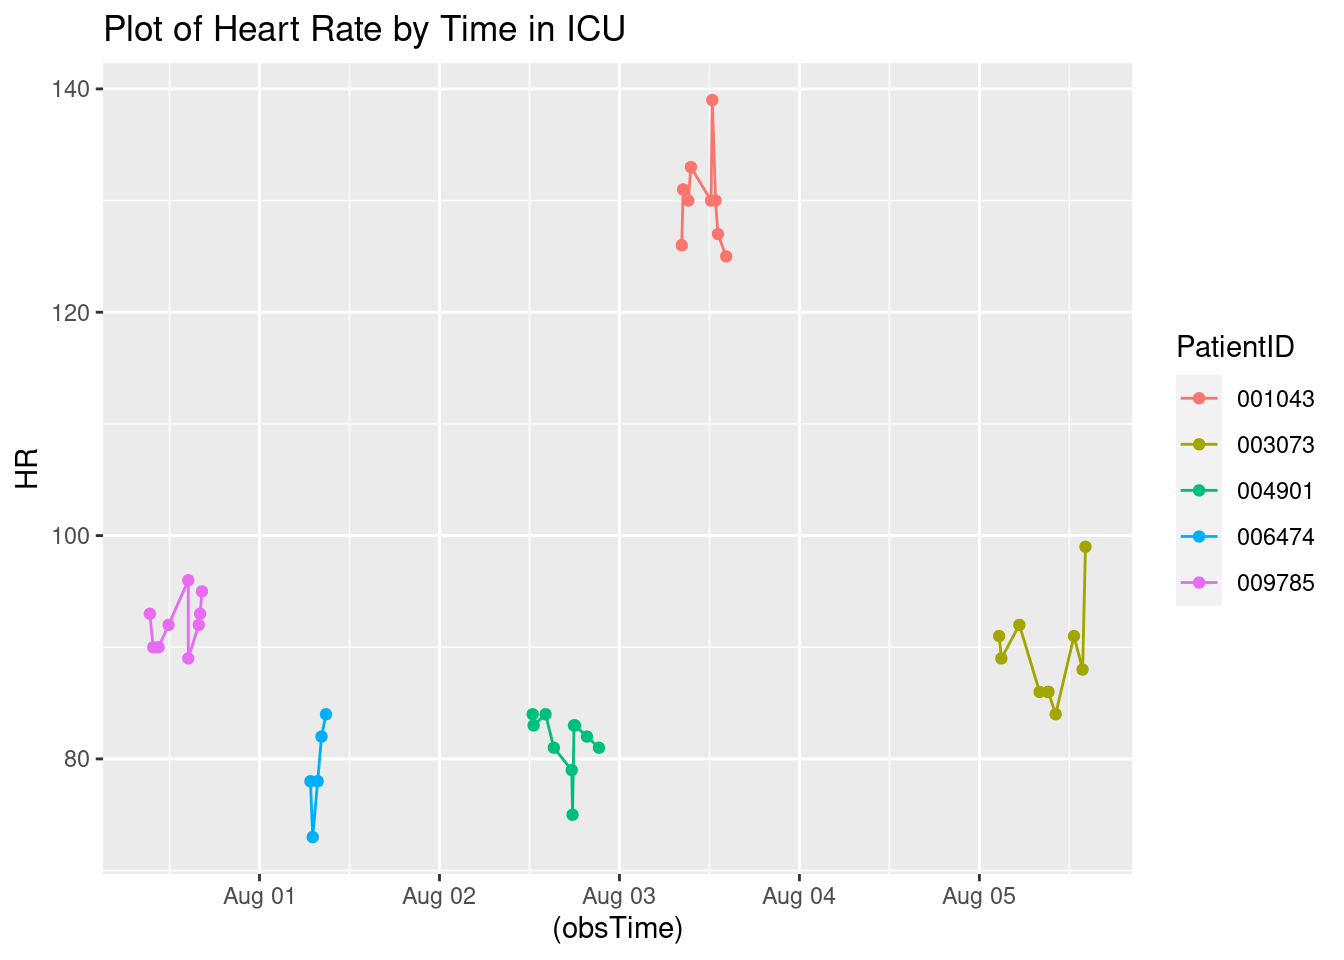 Plot of Heart Rate by Time in ICU
140
120
100
80
HR
Aug 01
Aug 02
Aug 03
Aug 04
Aug 05
(obsTime)
PatientID
001043
003073
004901
006474
009785